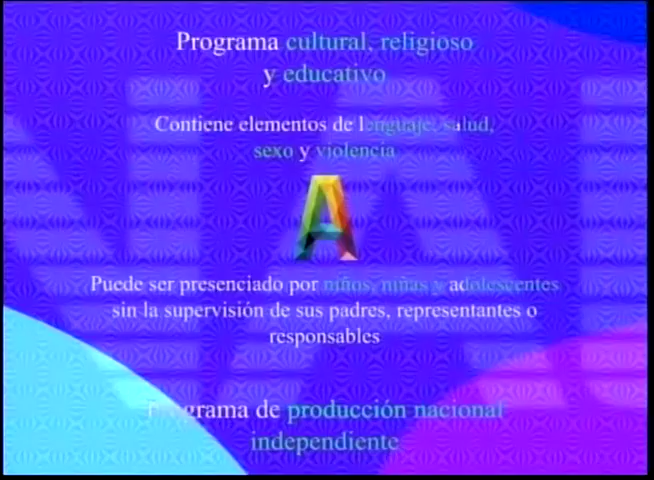 Programa cultural, religioso
y educativo
Contiene elementos de lenguaje, salud,
sexo y violencia
A
Puede ser presenciado por niños, niñas y adolescentes
sin la supervisión de sus padres, representantes o
responsables
Programa de producción nacional
independiente